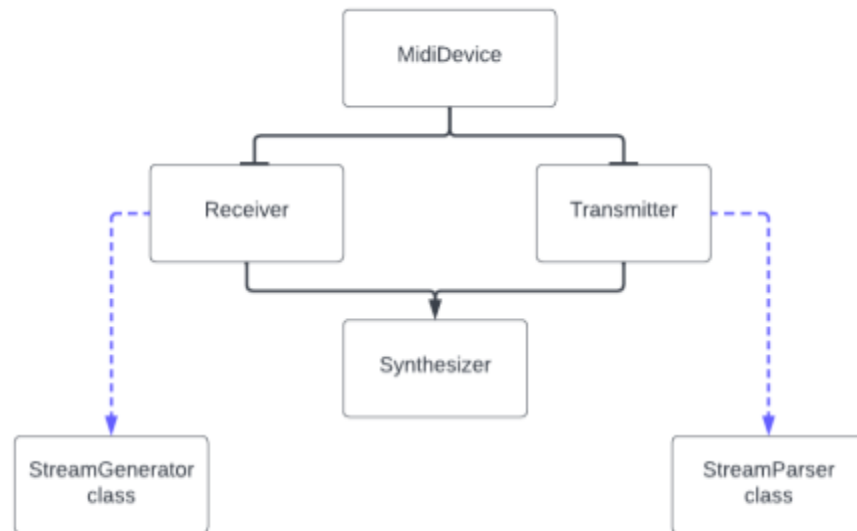 MidiDevice
Receiver
Transmitter
Synthesizer
StreamGenerator
class
StreamParser
class